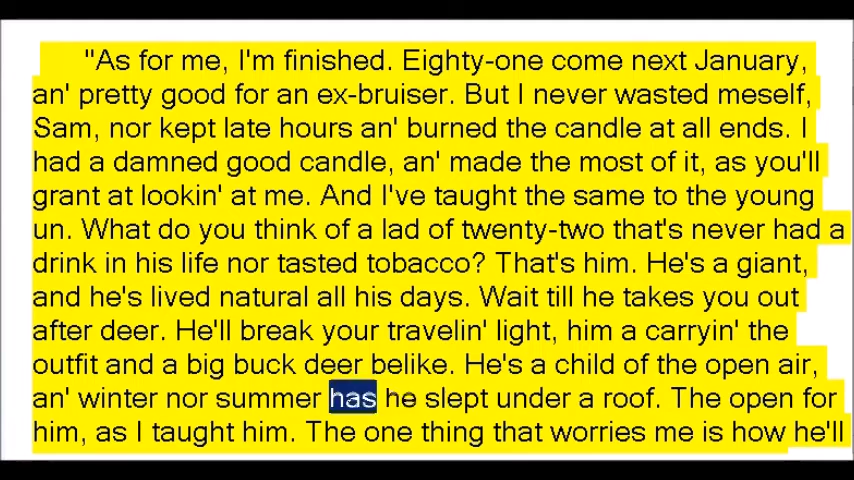 "As for me, I'm finished. Eighty-one come next January,
an' pretty good for an ex-bruiser. But I never wasted meself,
Sam, nor kept late hours an' burned the candle at all ends. I
had a damned good candle, an' made the most of it, as you'll
grant at lookin' at me. And I've taught the same to the young
un. What do you think of a lad of twenty-two that's never had a
drink in his life nor tasted tobacco? That's him. He's a giant,
and he's lived natural all his days. Wait till he takes you out
after deer. He'll break your travelin' light, him a carryin' the
outfit and a big buck deer belike. He's a child of the open air,
an' winter nor summer has he slept under a roof. The open for
him, as I taught him. The one thing that worries me is how he'll